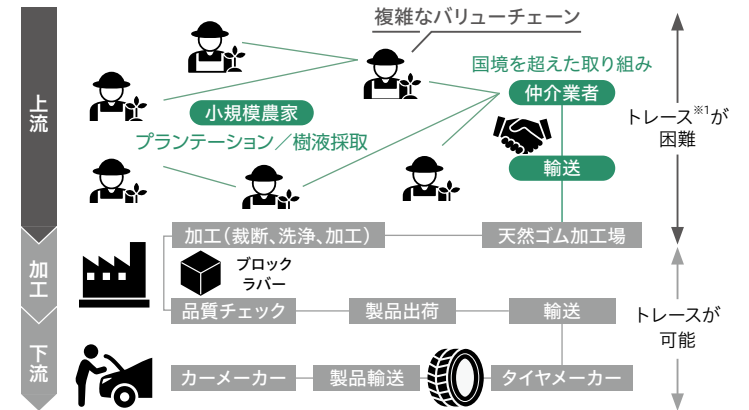 複雑なバリューチェーン
国境を超えた取り組み
仲介業者
小規模農家
プランテーション／樹液採取
輸送
上流
トレース※1が
困難
加工（裁断、洗浄、加工）
天然ゴム加工場
加工
ブロック
ラバー
品質チェック
製品出荷
輸送
トレースが
可能
下流
カーメーカー
製品輸送
タイヤメーカー